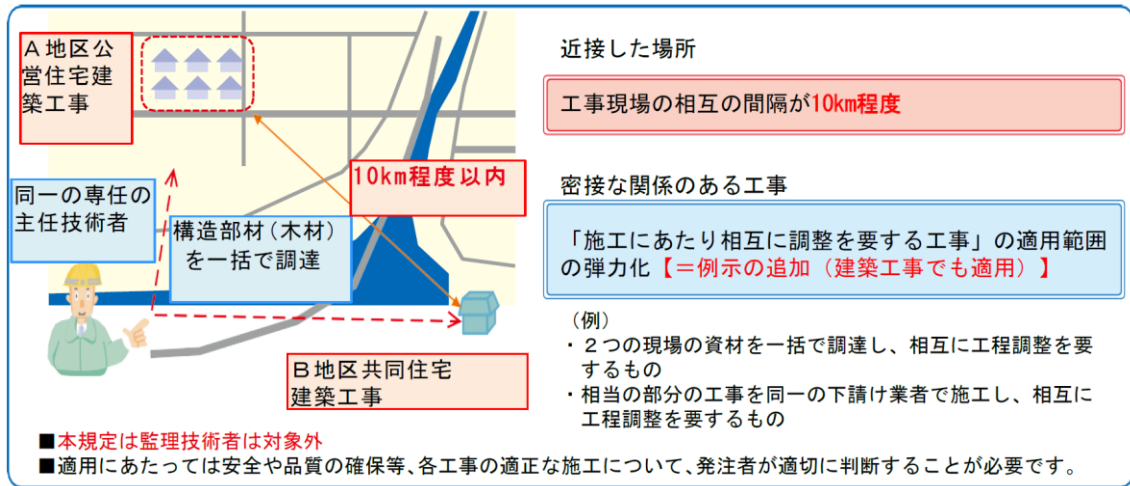 A地区公
営住宅建
築工事
10km程度以内
同一の専任の
主任技術者
構造部材(木材)
を一括で調達
B地区共同住宅
建築工事
近接した場所
工事現場の相互の間隔が10km程度
密接な関係のある工事
「施工にあたり相互に調整を要する工事」の適用範囲
の弾力化【=例示の追加(建築工事でも適用)】
(例)
・2つの現場の資材を一括で調達し、相互に工程調整を要
するもの
・相当の部分の工事を同一の下請け業者で施工し、相互に
工程調整を要するもの
■本規定は監理技術者は対象外
■適用にあたっては安全や品質の確保等、各工事の適正な施工について、発注者が適切に判断することが必要です。